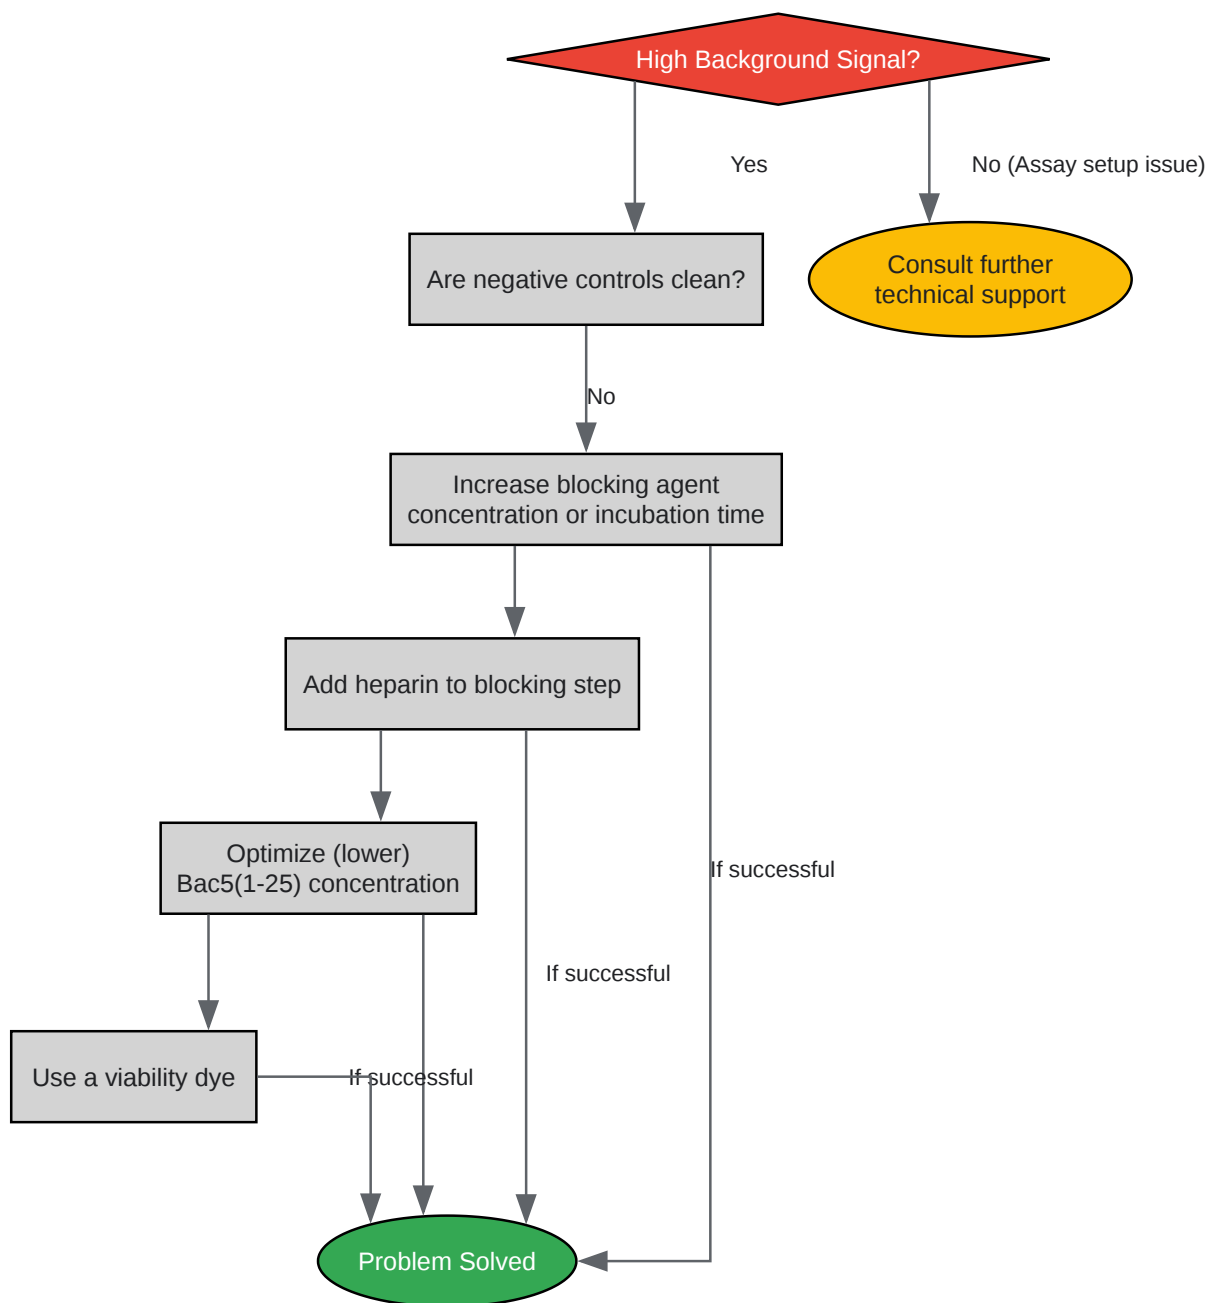 High Background Signal?
Yes
No (Assay setup issue)
Are negative controls clean?
Consult further
technical support
No
Increase blocking agent
concentration or incubation time
Add heparin to blocking step
Optimize (lower)
Bac5(1-25) concentration
If successful
If successful
Use a viability dye
If successful
Problem Solved